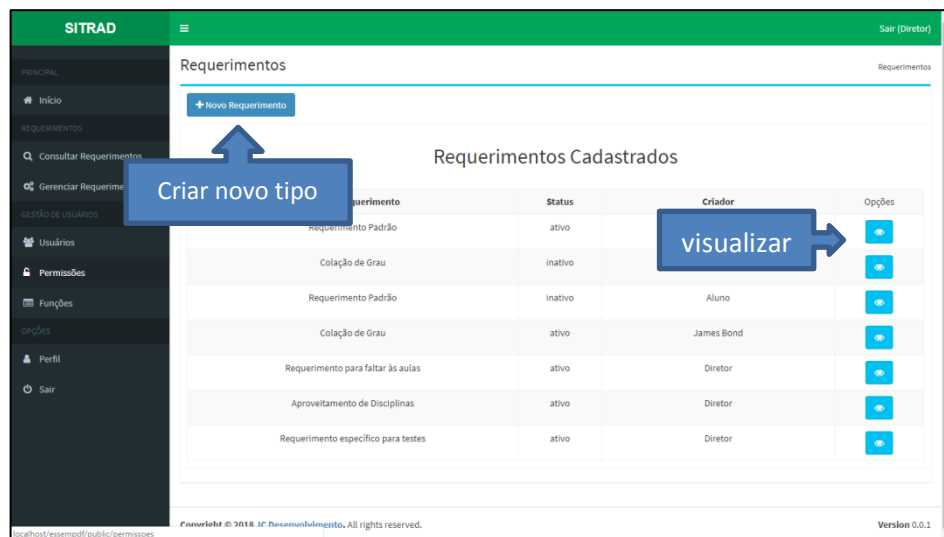 SITRAD
Sair (Diretor)
PRINCIPAL
Início
REQUERIMENTOS
Consultar Requerimentos
Gerenciar Requerime
GESTÃO DE USUÁRIOS
Usuários
Permissões
Funções
OPÇÕES
Perfil
Sair
Requerimentos
Requerimentos
+ Novo Requerimento
Criar novo tipo
Requerimentos Cadastrados
querimento Status Criador Opções
Requerimento Padrão ativo
visualizar
Colação de Grau inativo
Requerimento Padrão inativo Aluno
Colação de Grau ativo James Bond
Requerimento para faltar às aulas ativo Diretor
Aproveitamento de Disciplinas ativo Diretor
Requerimento específico para testes ativo Diretor
Copyright © 2018 JC Desenvolvimento. All rights reserved.
Version 0.0.1
localhost/essempdf/public/permissoes